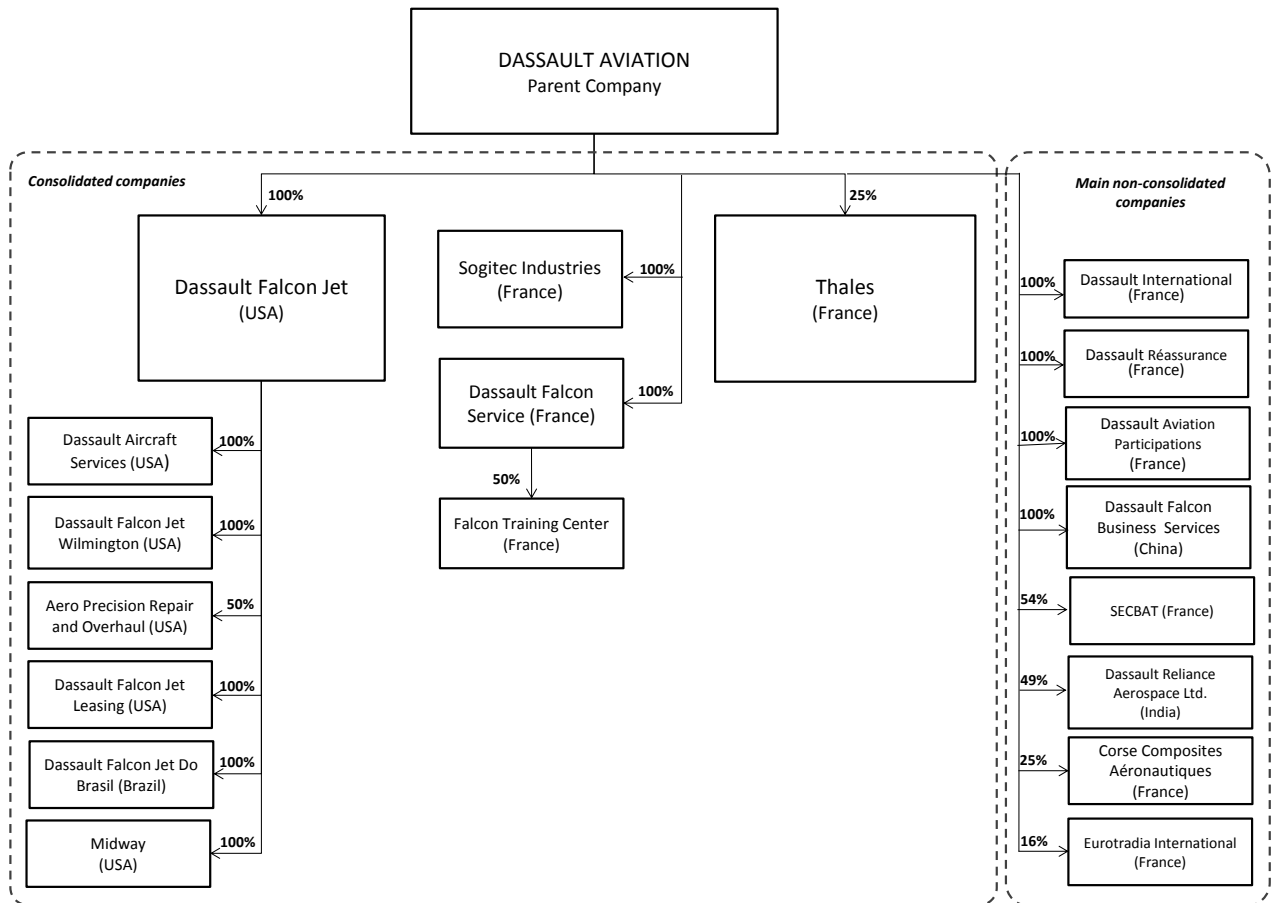 DASSAULT AVIATION
Parent Company
Consolidated companies
Main non-consolidated
companies
100%
25%
Dassault Falcon Jet
(USA)
Sogitec Industries
(France)
100%
Thales
(France)
Dassault Falcon
Service (France)
100%
50%
Falcon Training Center
(France)
Dassault Aircraft
Services (USA)
100%
Dassault Falcon Jet
Wilmington (USA)
100%
Aero Precision Repair
and Overhaul (USA)
50%
Dassault Falcon Jet
Leasing (USA)
100%
Dassault Falcon Jet Do
Brasil (Brazil)
100%
Midway
(USA)
100%
100%
Dassault International
(France)
100%
Dassault Réassurance
(France)
100%
Dassault Aviation
Participations
(France)
100%
Dassault Falcon
Business Services
(China)
54%
SECBAT (France)
49%
Dassault Reliance
Aerospace Ltd.
(India)
25%
Corse Composites
Aéronautiques
(France)
16%
Eurotradia International
(France)